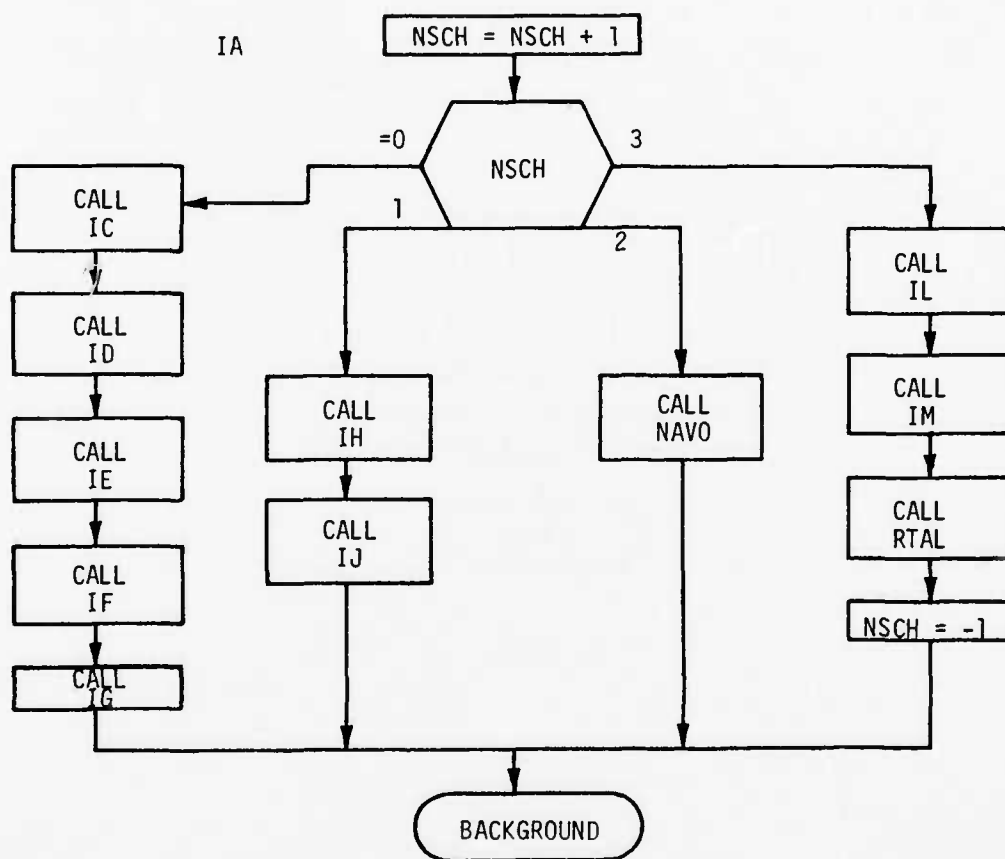 IA
NSCH = NSCH + 1
=0
3
NSCH
1
2
CALL
IC
CALL
ID
CALL
IE
CALL
IF
CALL
IG
CALL
IH
CALL
IJ
CALL
NAVO
CALL
IL
CALL
IM
CALL
RTAL
NSCH = -1
BACKGROUND